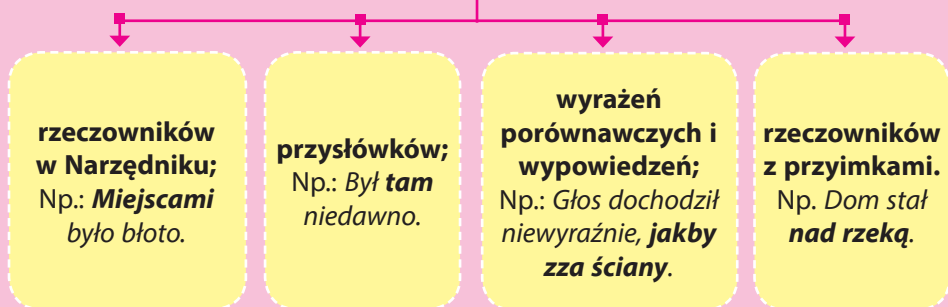 rzeczowników
w Narzędniku;
Np.: Miejscami
było błoto.
przysłówków;
Np.: Był tam
niedawno.
wyrażeń
porównawczych i
wypowiedzeń;
Np.: Głos dochodził
niewyraźnie, jakby
zza ściany.
rzeczowników
z przyimkami.
Np. Dom stał
nad rzeką.